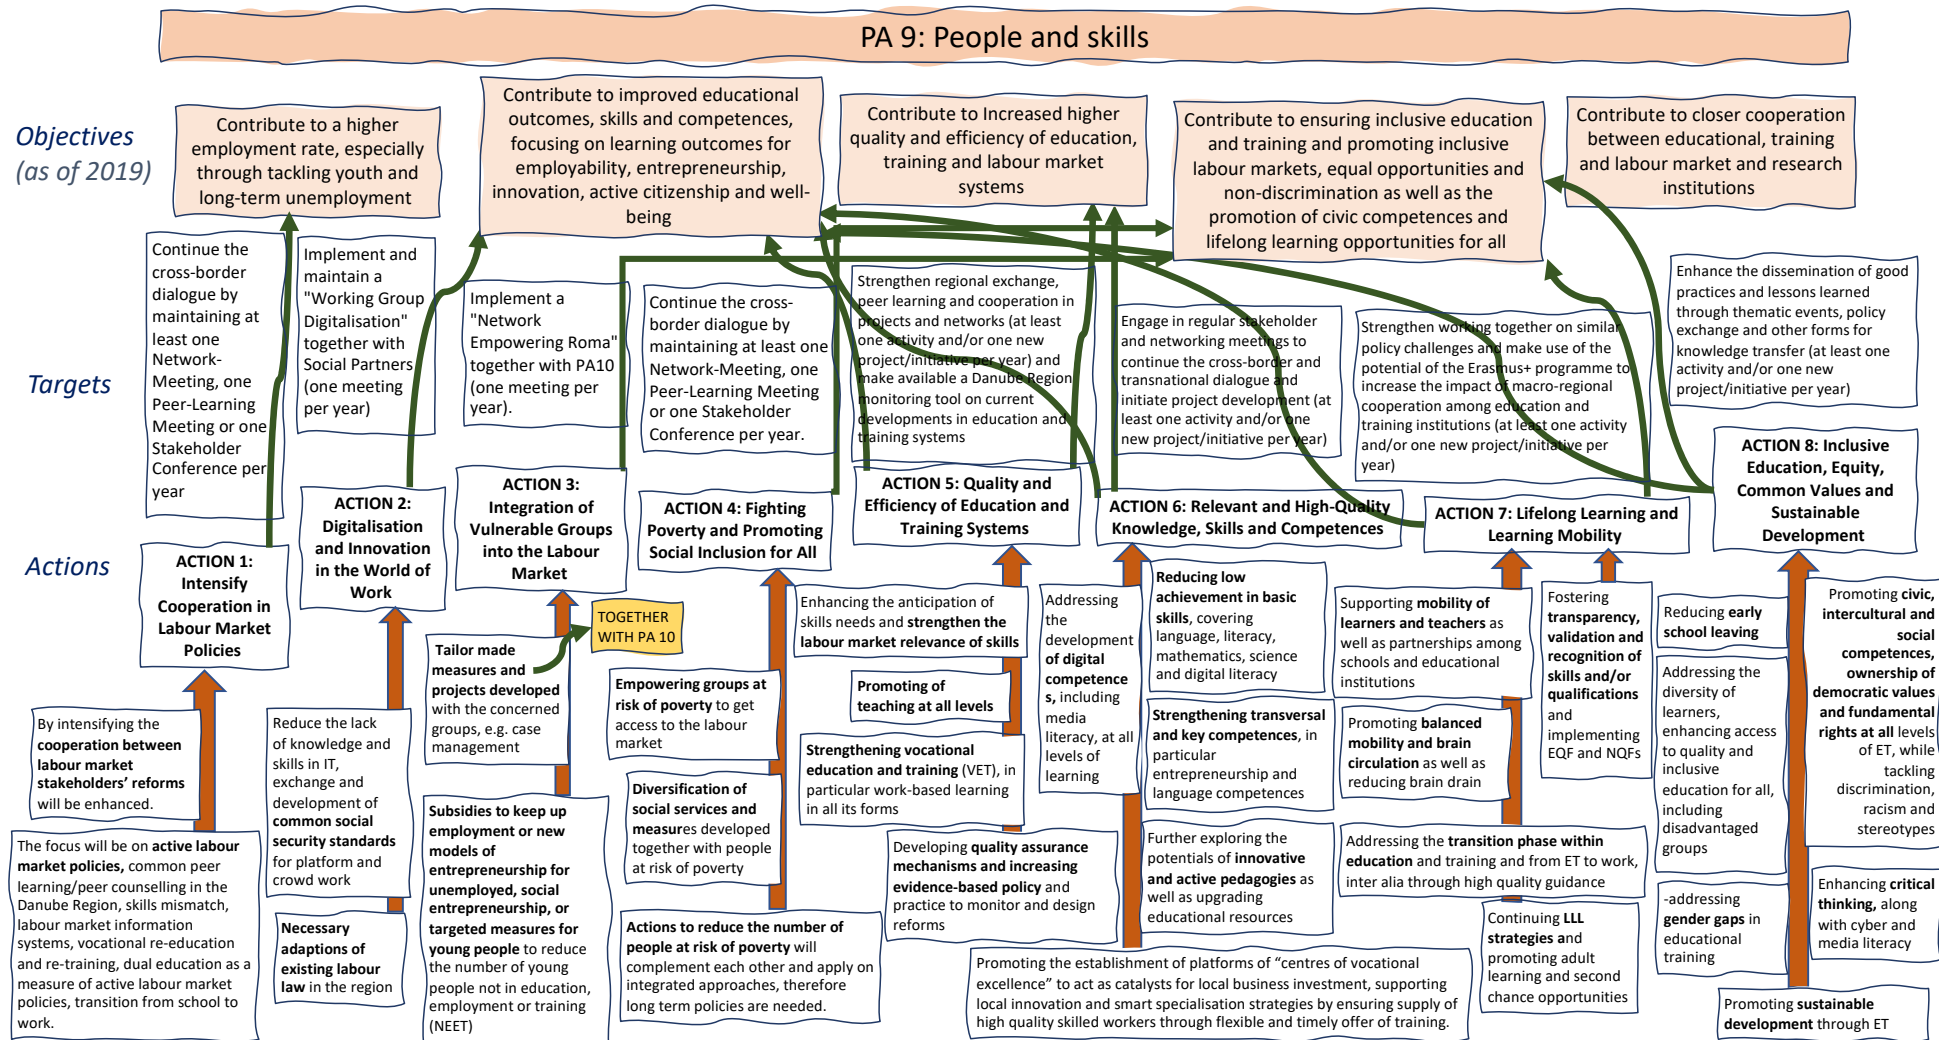 PA 9: People and skills
Objectives
(as of 2019)
Contribute to a higher
employment rate, especially
through tackling youth and
long-term unemployment
Contribute to improved educational
outcomes, skills and competences,
focusing on learning outcomes for
employability, entrepreneurship,
innovation, active citizenship and well-
being
Contribute to Increased higher
quality and efficiency of education,
training and labour market
systems
Contribute to ensuring inclusive education
and training and promoting inclusive
labour markets, equal opportunities and
non-discrimination as well as the
promotion of civic competences and
lifelong learning opportunities for all
Contribute to closer cooperation
between educational, training
and labour market and research
institutions
Targets
Continue the
cross-border
dialogue by
maintaining at
least one
Network-
Meeting, one
Peer-Learning
Meeting or one
Stakeholder
Conference per
year
Implement and
maintain a
"Working Group
Digitalisation"
together with
Social Partners
(one meeting
per year)
Implement a
"Network
Empowering Roma"
together with PA10
(one meeting per
year).
Continue the cross-
border dialogue by
maintaining at least one
Network-Meeting, one
Peer-Learning Meeting
or one Stakeholder
Conference per year.
Strengthen regional exchange,
peer learning and cooperation in
projects and networks (at least
one activity and/or one new
project/initiative per year) and
make available a Danube Region
monitoring tool on current
developments in education and
training systems
Engage in regular stakeholder
and networking meetings to
continue the cross-border and
transnational dialogue and
initiate project development (at
least one activity and/or one
new project/initiative per year)
Strengthen working together on similar
policy challenges and make use of the
potential of the Erasmus+ programme to
increase the impact of macro-regional
cooperation among education and
training institutions (at least one activity
and/or one new project/initiative per
year)
Enhance the dissemination of good
practices and lessons learned
through thematic events, policy
exchange and other forms for
knowledge transfer (at least one
activity and/or one new
project/initiative per year)
Actions
ACTION 1:
Intensify
Cooperation in
Labour Market
Policies
ACTION 2:
Digitalisation
and Innovation
in the World of
Work
ACTION 3:
Integration of
Vulnerable Groups
into the Labour
Market
ACTION 4: Fighting
Poverty and Promoting
Social Inclusion for All
ACTION 5: Quality and
Efficiency of Education and
Training Systems
ACTION 6: Relevant and High-Quality
Knowledge, Skills and Competences
ACTION 7: Lifelong Learning and
Learning Mobility
ACTION 8: Inclusive
Education, Equity,
Common Values and
Sustainable
Development
By intensifying the
cooperation between
labour market
stakeholders’ reforms
will be enhanced.
The focus will be on active labour
market policies, common peer
learning/peer counselling in the
Danube Region, skills mismatch,
labour market information
systems, vocational re-education
and re-training, dual education as a
measure of active labour market
policies, transition from school to
work.
Reduce the lack
of knowledge and
skills in IT,
exchange and
development of
common social
security standards
for platform and
crowd work
Necessary
adaptions of
existing labour
law in the region
TOGETHER
WITH PA 10
Tailor made
measures and
projects developed
with the concerned
groups, e.g. case
management
Subsidies to keep up
employment or new
models of
entrepreneurship for
unemployed, social
entrepreneurship, or
targeted measures for
young people to reduce
the number of young
people not in education,
employment or training
(NEET)
Empowering groups at
risk of poverty to get
access to the labour
market
Diversification of
social services and
measures developed
together with people
at risk of poverty
Actions to reduce the number of
people at risk of poverty will
complement each other and apply on
integrated approaches, therefore
long term policies are needed.
Enhancing the anticipation of
skills needs and strengthen the
labour market relevance of skills
Promoting of
teaching at all levels
Strengthening vocational
education and training (VET), in
particular work-based learning
in all its forms
Developing quality assurance
mechanisms and increasing
evidence-based policy and
practice to monitor and design
reforms
Addressing
the
development
of digital
competence
s, including
media
literacy, at all
levels of
learning
Reducing low
achievement in basic
skills, covering
language, literacy,
mathematics, science
and digital literacy
Strengthening transversal
and key competences, in
particular
entrepreneurship and
language competences
Further exploring the
potentials of innovative
and active pedagogies as
well as upgrading
educational resources
Promoting the establishment of platforms of “centres of vocational
excellence” to act as catalysts for local business investment, supporting
local innovation and smart specialisation strategies by ensuring supply of
high quality skilled workers through flexible and timely offer of training.
Supporting mobility of
learners and teachers as
well as partnerships among
schools and educational
institutions
Promoting balanced
mobility and brain
circulation as well as
reducing brain drain
Addressing the transition phase within
education and training and from ET to work,
inter alia through high quality guidance
Continuing LLL
strategies and
promoting adult
learning and second
chance opportunities
Fostering
transparency,
validation and
recognition of
skills and/or
qualifications
and
implementing
EQF and NQFs
Reducing early
school leaving
Addressing the
diversity of
learners,
enhancing access
to quality and
inclusive
education for all,
including
disadvantaged
groups
-addressing
gender gaps in
educational
training
Promoting civic,
intercultural and
social
competences,
ownership of
democratic values
and fundamental
rights at all levels
of ET, while
tackling
discrimination,
racism and
stereotypes
Enhancing critical
thinking, along
with cyber and
media literacy
Promoting sustainable
development through ET